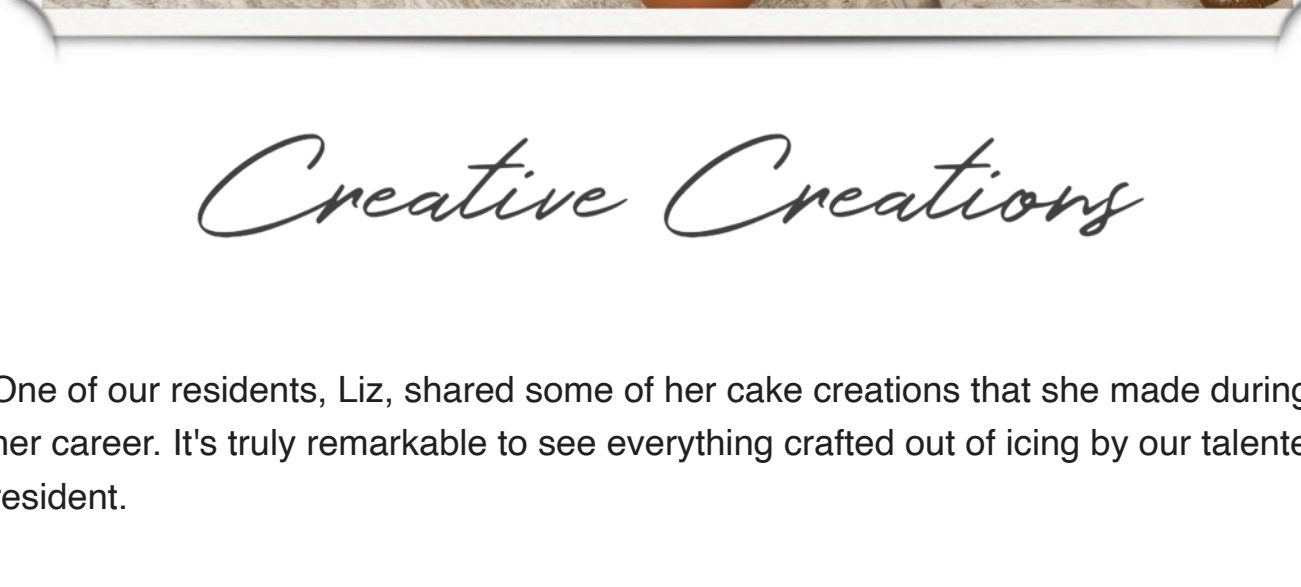 Creative Creations
One of our residents, Liz, shared some of her cake creations that she made during
her career. It's truly remarkable to see everything crafted out of icing by our talente
resident.